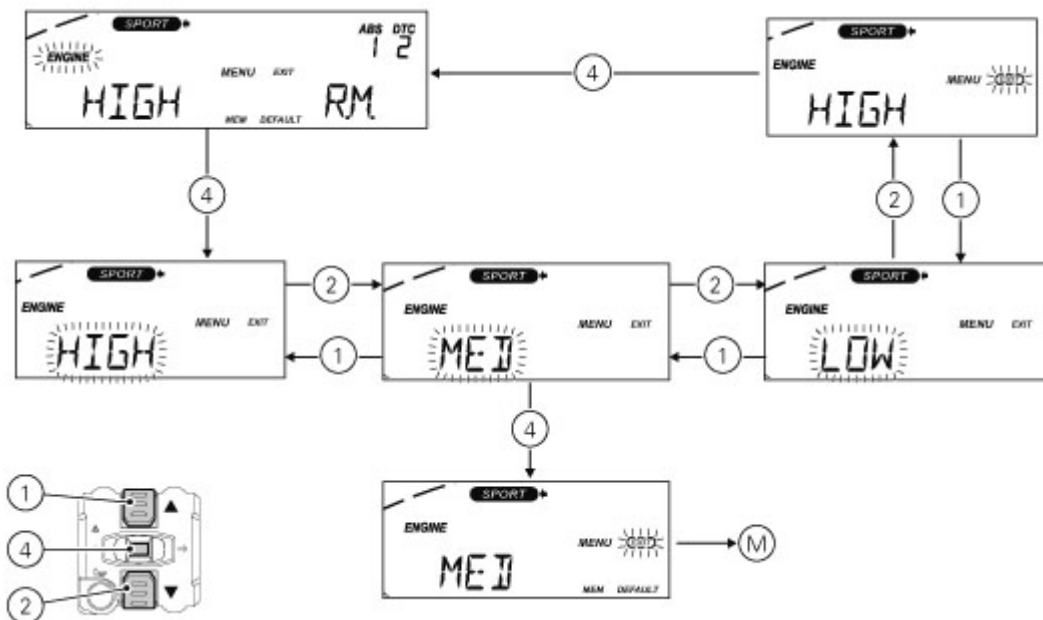 SPORT
ABS DTC
1 2
ENGINE
MENU EXIT
HIGH RM.
MEM DEFAULT
4
SPORT
ENGINE
MENU
HIGH
4
2
1
SPORT
ENGINE
MENU EXIT
HIGH
2
1
SPORT
ENGINE
MENU EXIT
MED
2
1
SPORT
ENGINE
MENU EXIT
LOW
4
SPORT
ENGINE
MENU
MED
MEM DEFAULT
M
1
4
2